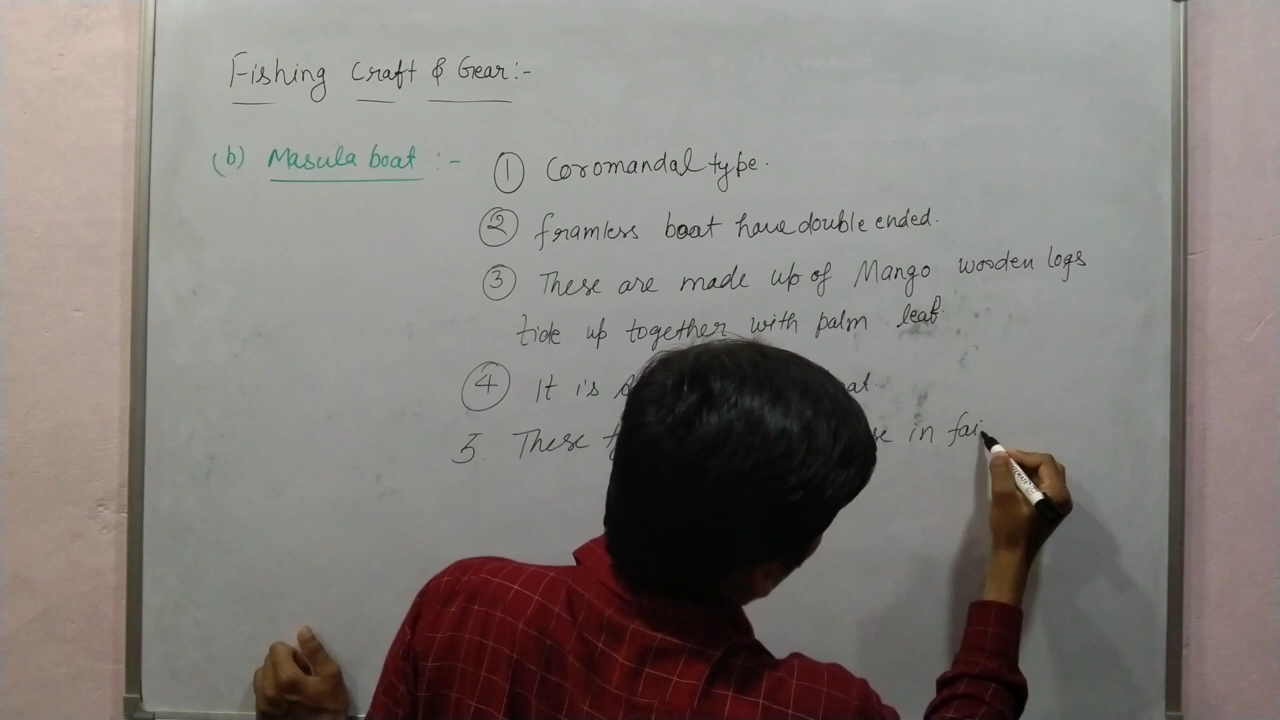 Fishing Craft & Gear:-
(b) Masula boat :- ① Coromandal type.
② framless boat have double ended.
③ These are made up of Mango wooden logs
tide up together with palm leaf.
④ It is
5. These in fai